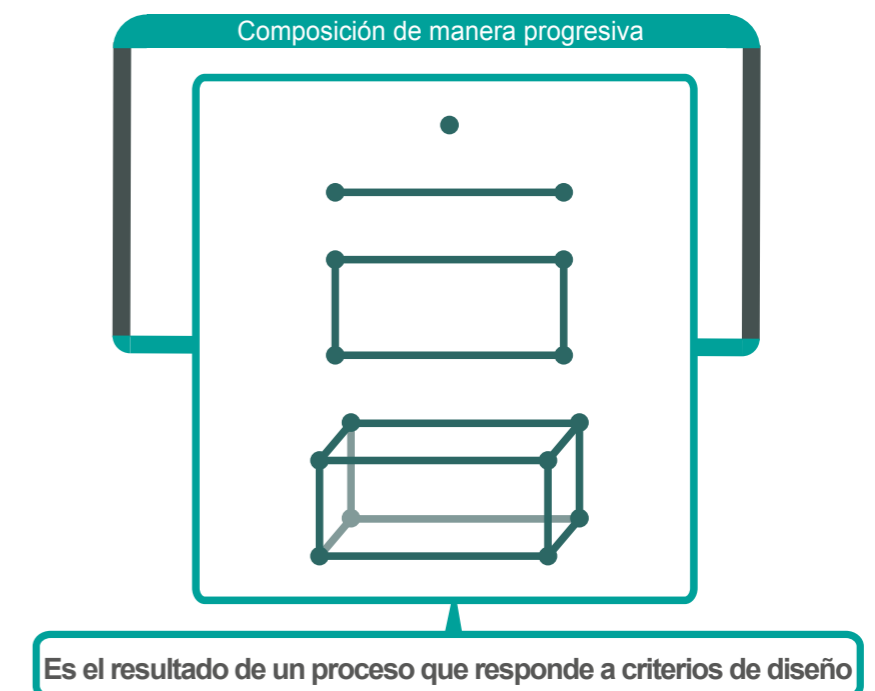 Composición de manera progresiva
Es el resultado de un proceso que responde a criterios de diseño